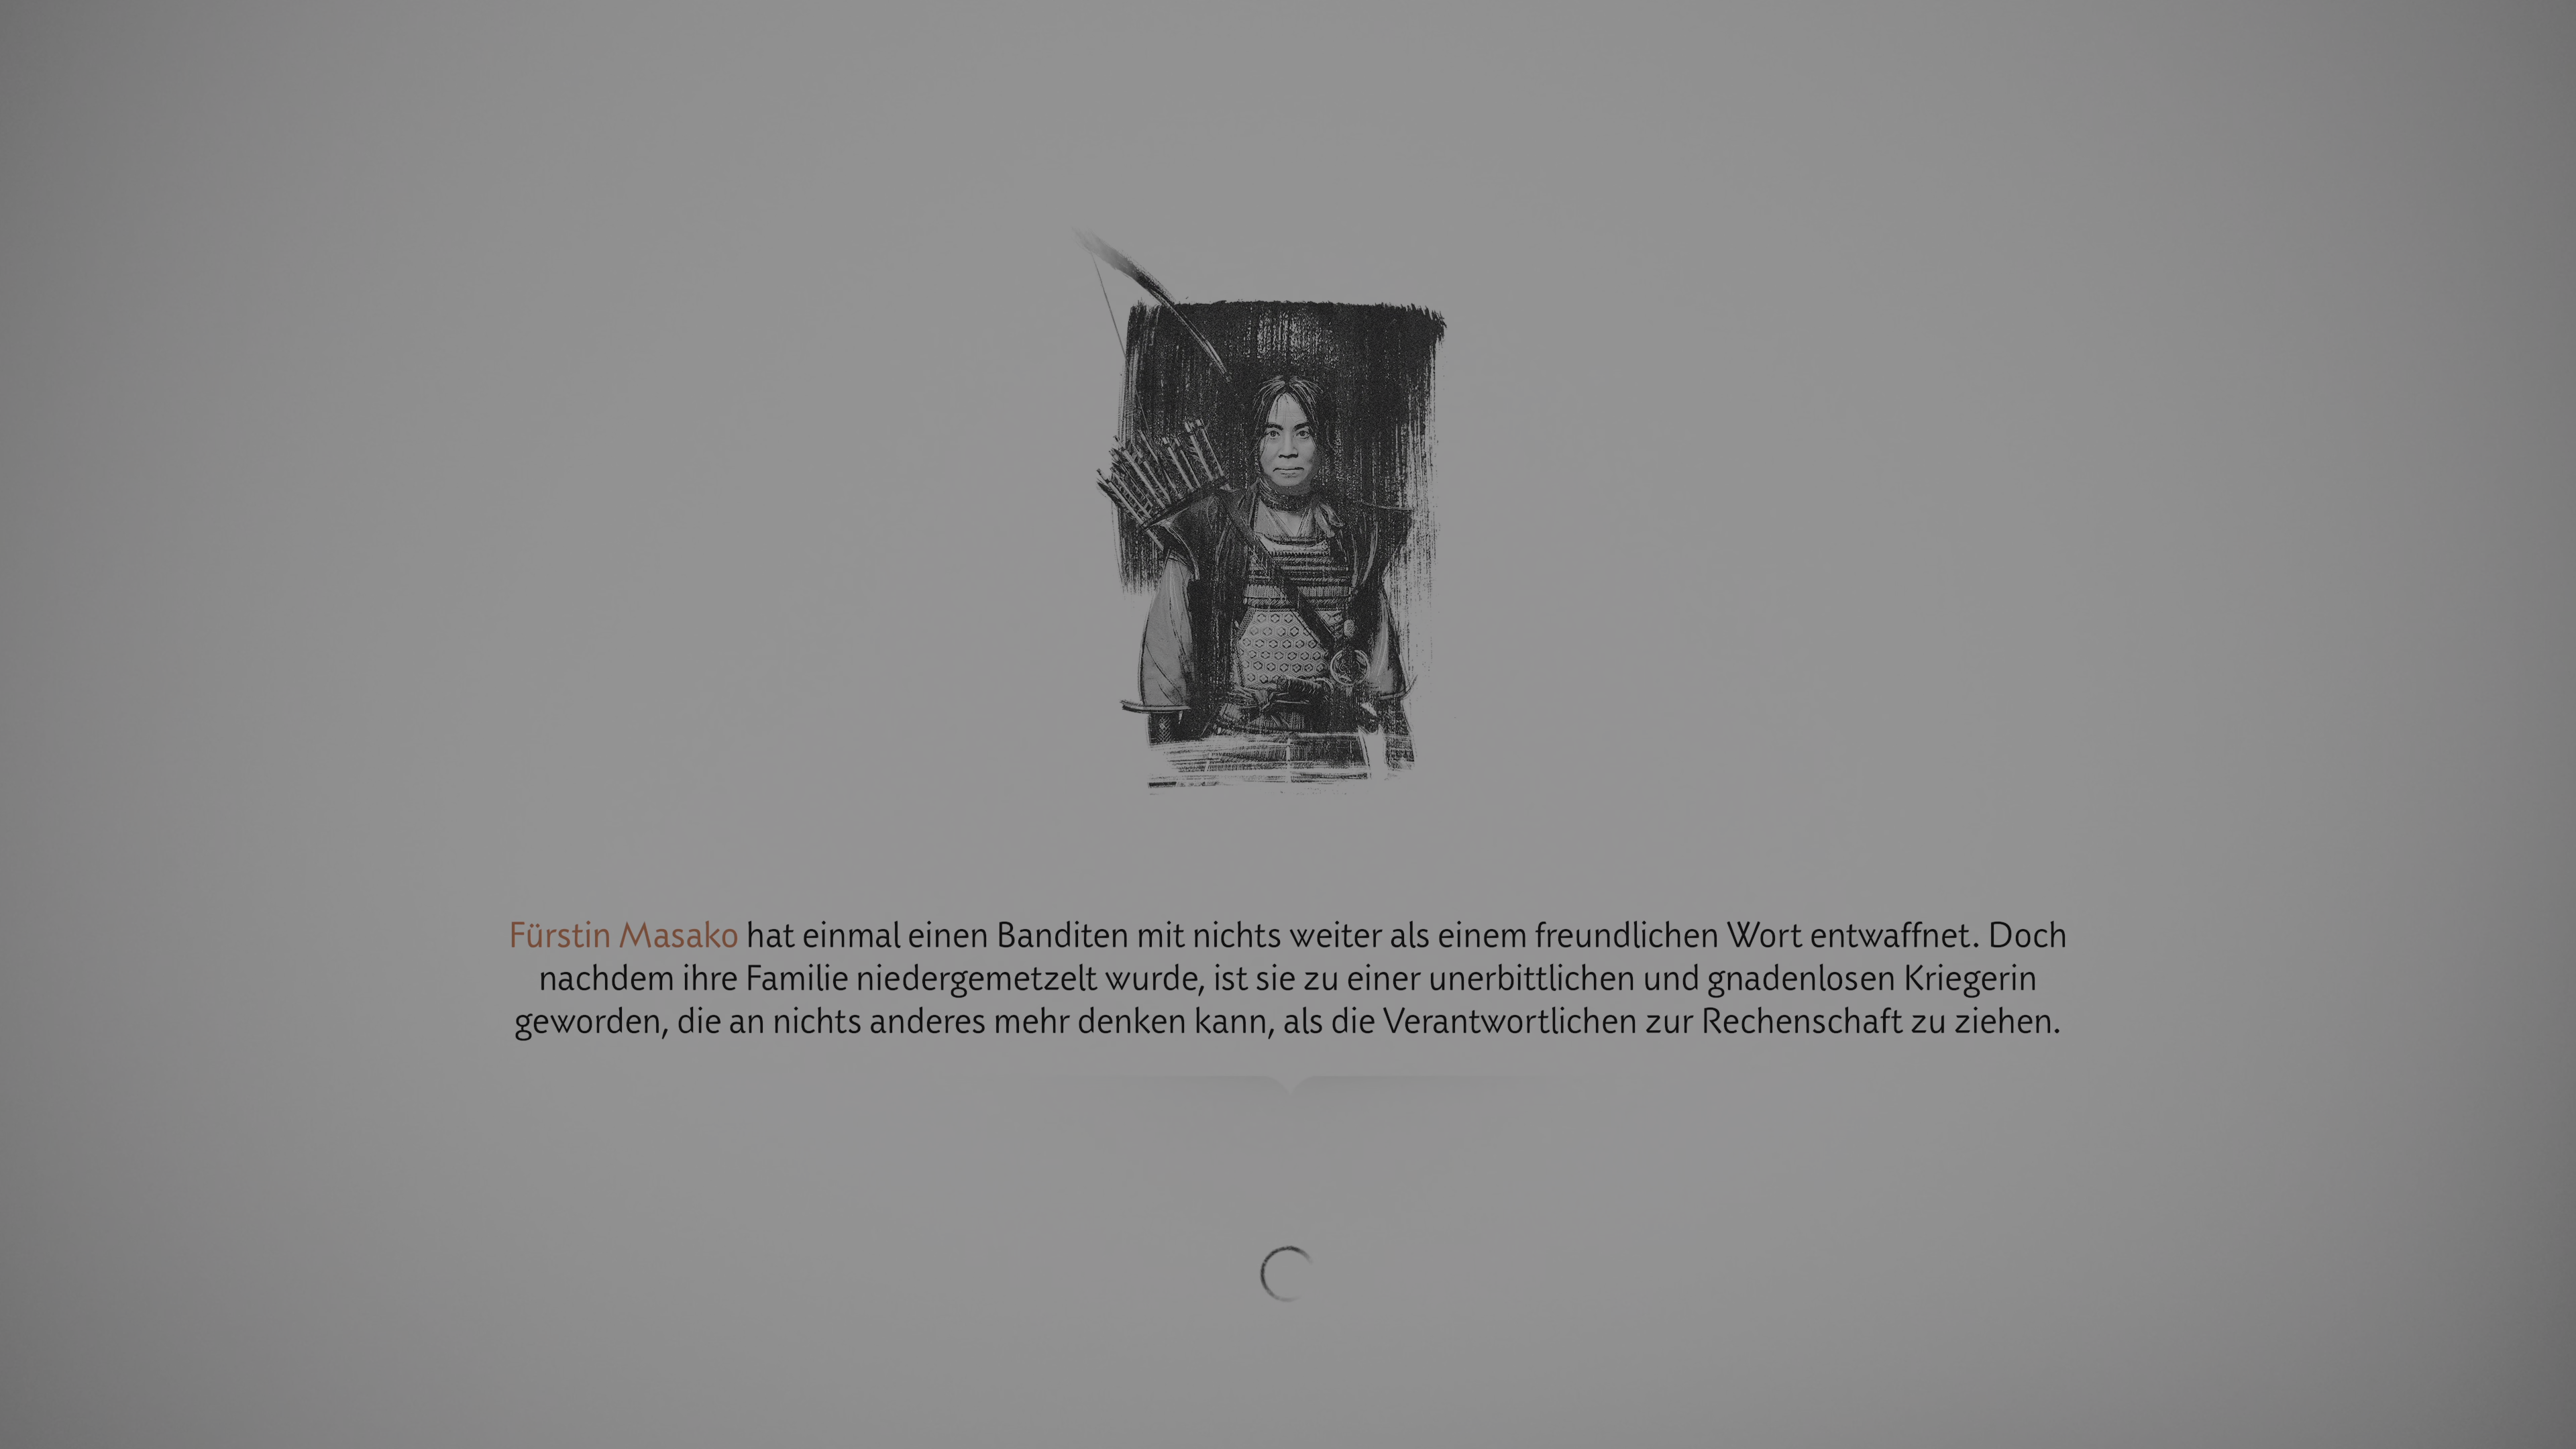 Fürstin Masako hat einmal einen Banditen mit nichts weiter als einem freundlichen Wort entwaffnet. Doch
nachdem ihre Familie niedergemetzelt wurde, ist sie zu einer unerbittlichen und gnadenlosen Kriegerin
geworden, die an nichts anderes mehr denken kann, als die Verantwortlichen zur Rechenschaft zu ziehen.